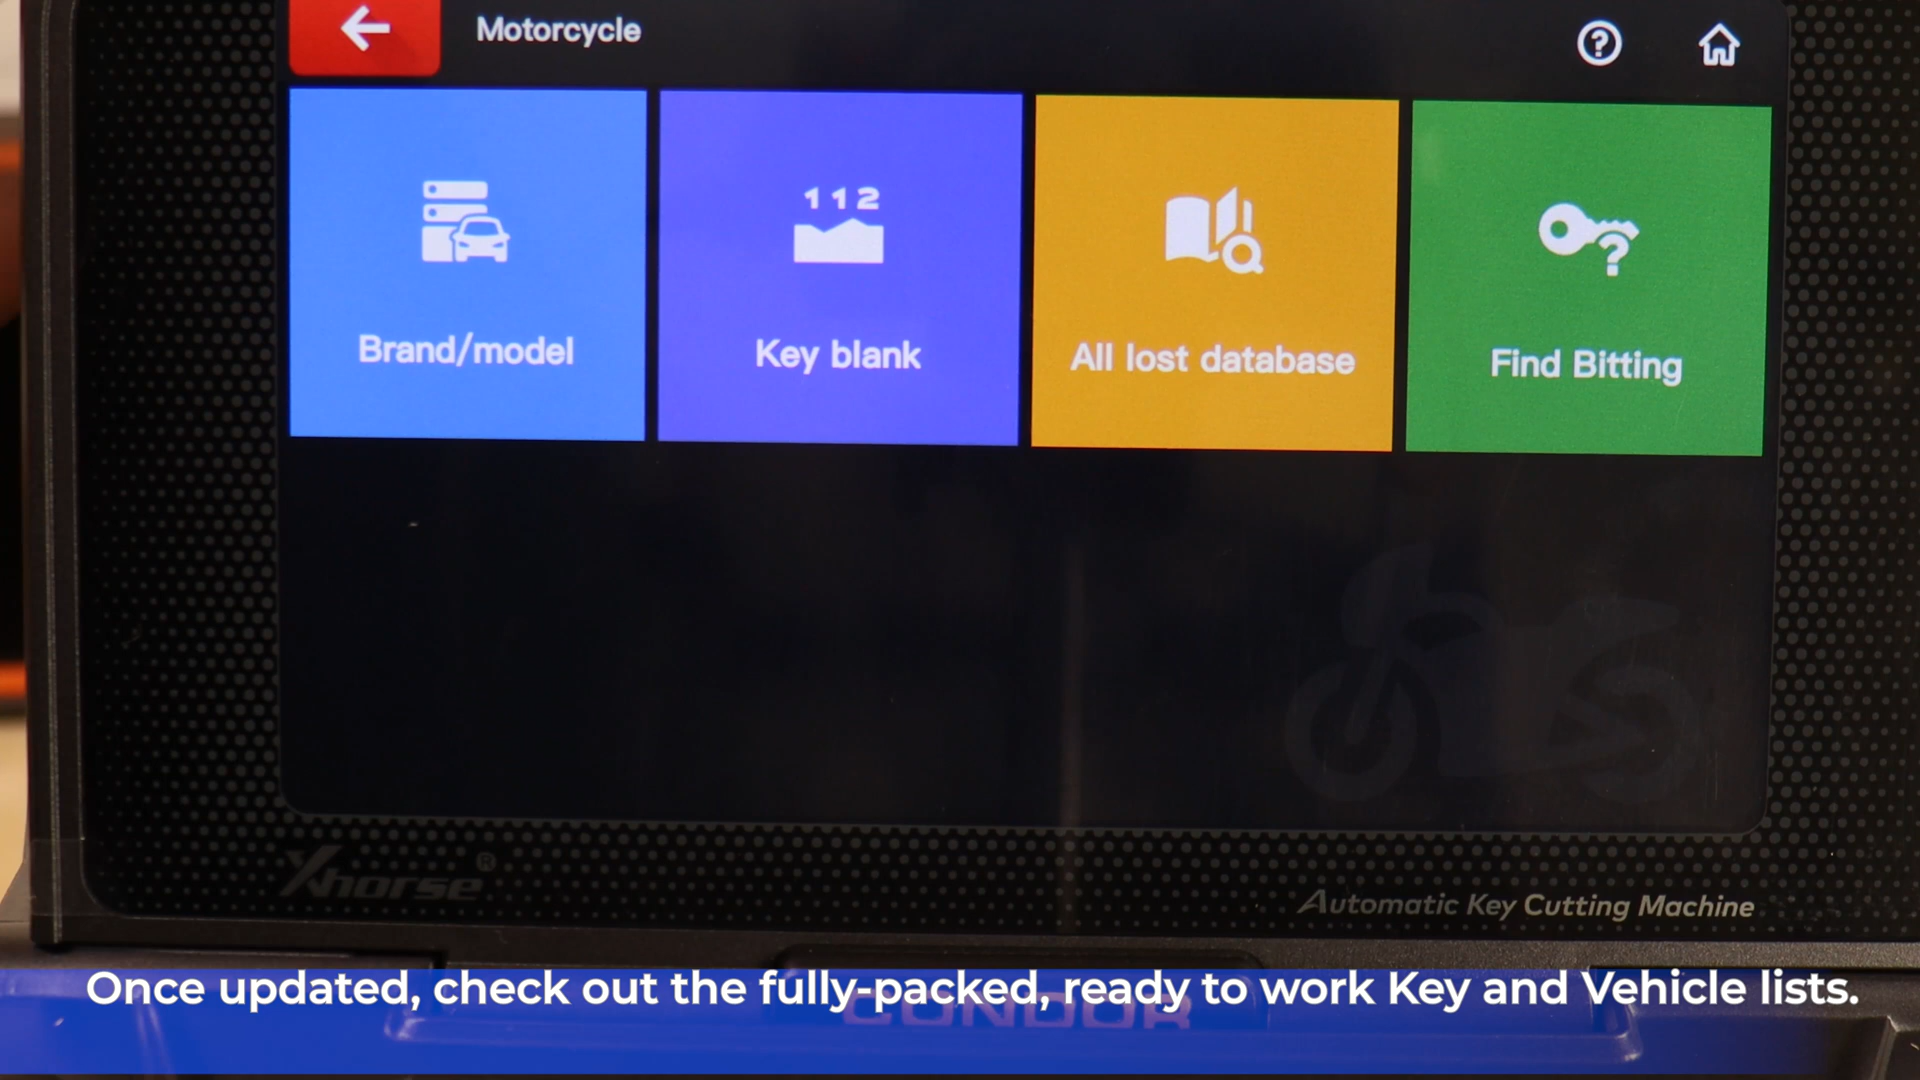 Motorcycle
112
Brand/model
Key blank
All lost database
Find Bitting
Xhorse®
Automatic Key Cutting Machine
Once updated, check out the fully-packed, ready to work Key and Vehicle lists.
CONDOR